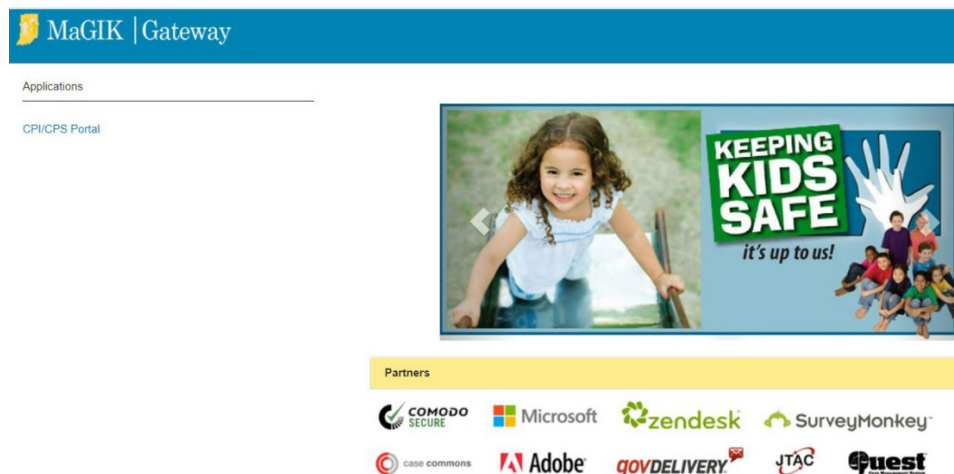 MaGIK | Gateway
Applications
CPI/CPS Portal
KEEPING
KIDS
SAFE
it's up to us!
Partners
COMODO
SECURE
Microsoft
zendesk
SurveyMonkey
case commons
Adobe
GOVDELIVERY
JTAC
Quest